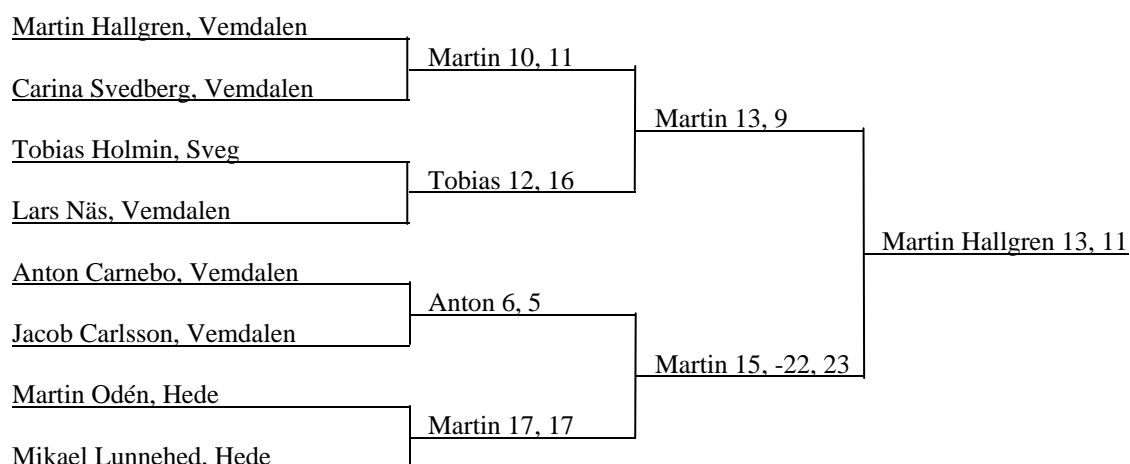 Martin Hallgren, Vemdalen
Martin 10, 11
Carina Svedberg, Vemdalen
Martin 13, 9
Tobias Holmin, Sveg
Tobias 12, 16
Lars Näs, Vemdalen
Martin Hallgren 13, 11
Anton Carnebo, Vemdalen
Anton 6, 5
Jacob Carlsson, Vemdalen
Martin 15, -22, 23
Martin Odén, Hede
Martin 17, 17
Mikael Lunnehed, Hede